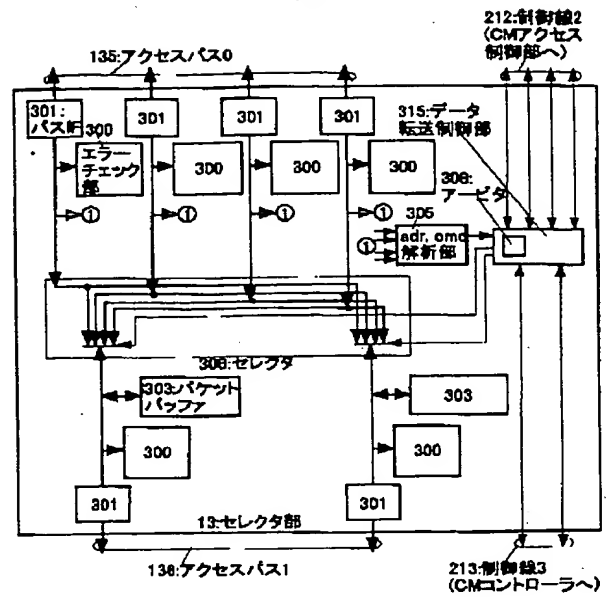 212:制御線2
(CMアクセス
制御部へ)
135:アクセスパス0
301:
パスIF
301
301
301
315:データ
転送制御部
300
エラー
チェック
部
300
300
300
308:
アービタ
①
①
①
①
305
①
adr, cmd
解析部
306:セレクタ
303:パケット
バッファ
303
300
300
301
301
13:セレクタ部
136:アクセスパス1
213:制御線3
(CMコントローラへ)